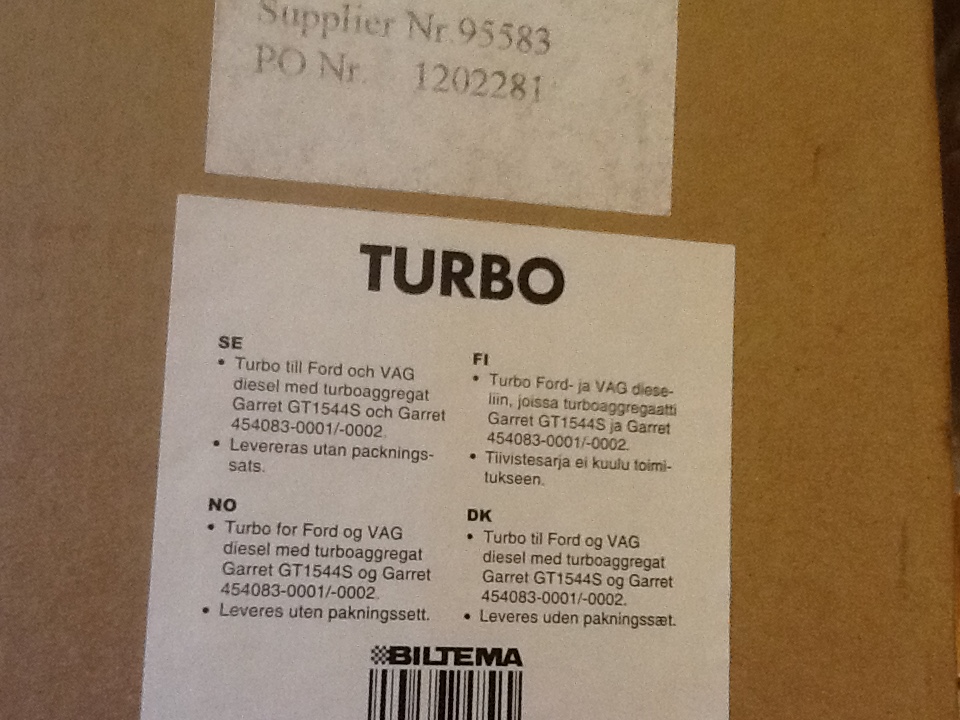 Supplier Nr.95583
PO Nr. 1202281
TURBO
SE
• Turbo till Ford och VAG
diesel med turboaggregat
Garret GT1544S och Garret
454083-0001/-0002.
• Levereras utan packnings-
sats.
FI
• Turbo Ford- ja VAG diese-
liin, joissa turboaggregaatti
Garret GT1544S ja Garret
454083-0001/-0002.
• Tiivistesarja ei kuulu toimi-
tukseen.
NO
• Turbo for Ford og VAG
diesel med turboaggregat
Garret GT1544S og Garret
454083-0001/-0002.
• Leveres uten pakningssett.
DK
• Turbo til Ford og VAG
diesel med turboaggregat
Garret GT1544S og Garret
454083-0001/-0002.
• Leveres uden pakningssæt.
BILTEMA